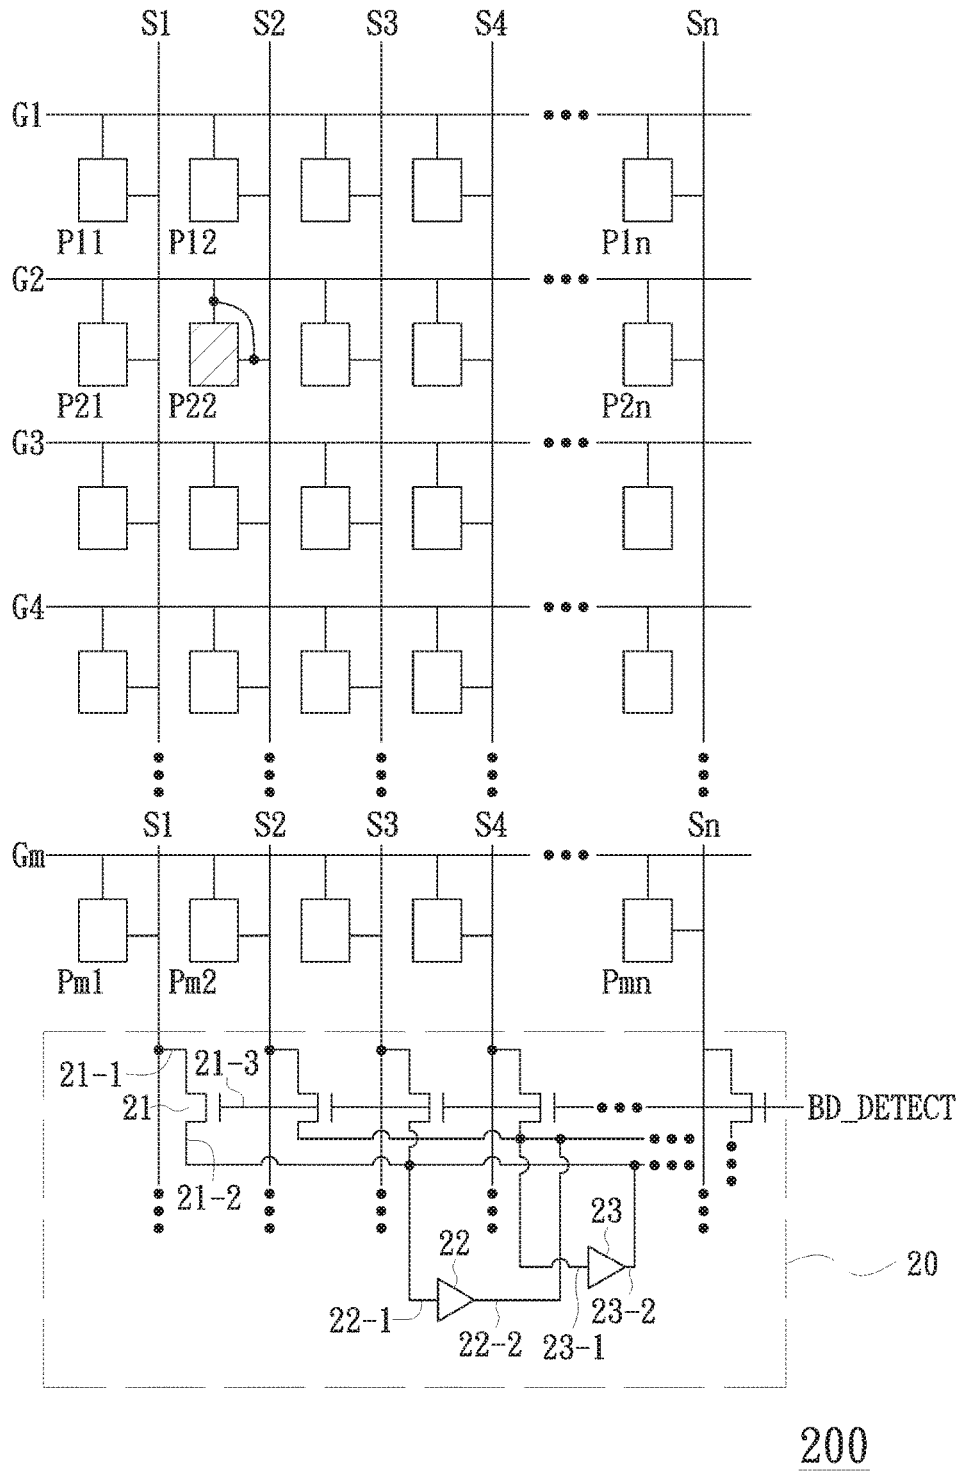 S1 S2 S3 S4 Sn
G1
P11 P12 P1n
G2
P21 P22 P2n
G3
G4
S1 S2 S3 S4 Sn
Gm
Pm1 Pm2 Pmn
21-1 21-3
21 BD_DETECT
21-2
22 23
20
22-1 22-2 23-1 23-2
200